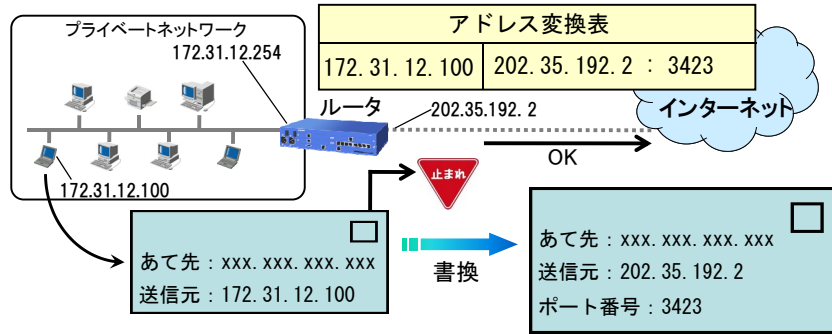 プライベートネットワーク
172.31.12.254
アドレス変換表
172.31.12.100 202.35.192.2 : 3423
ルータ
202.35.192.2
インターネット
OK
止まれ
172.31.12.100
あて先：xxx.xxx.xxx.xxx
送信元：172.31.12.100
書換
あて先：xxx.xxx.xxx.xxx
送信元：202.35.192.2
ポート番号：3423